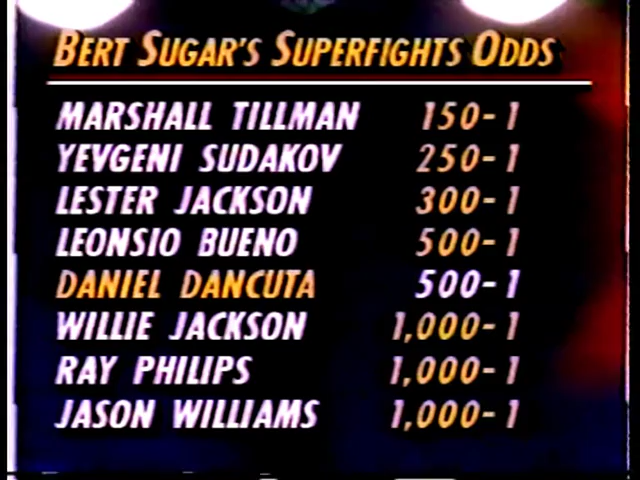 BERT SUGAR'S SUPERFIGHTS ODDS
MARSHALL TILLMAN 150-1
YEVGENI SUDAKOV 250-1
LESTER JACKSON 300-1
LEONSIO BUENO 500-1
DANIEL DANCUTA 500-1
WILLIE JACKSON 1,000-1
RAY PHILIPS 1,000-1
JASON WILLIAMS 1,000-1